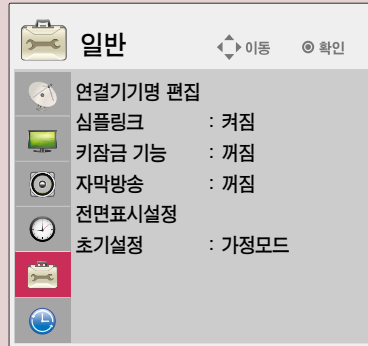 일반 이동 확인
연결기기명 편집
심플링크 : 켜짐
키잠금 기능 : 꺼짐
자막방송 : 꺼짐
전면표시설정
초기설정 : 가정모드